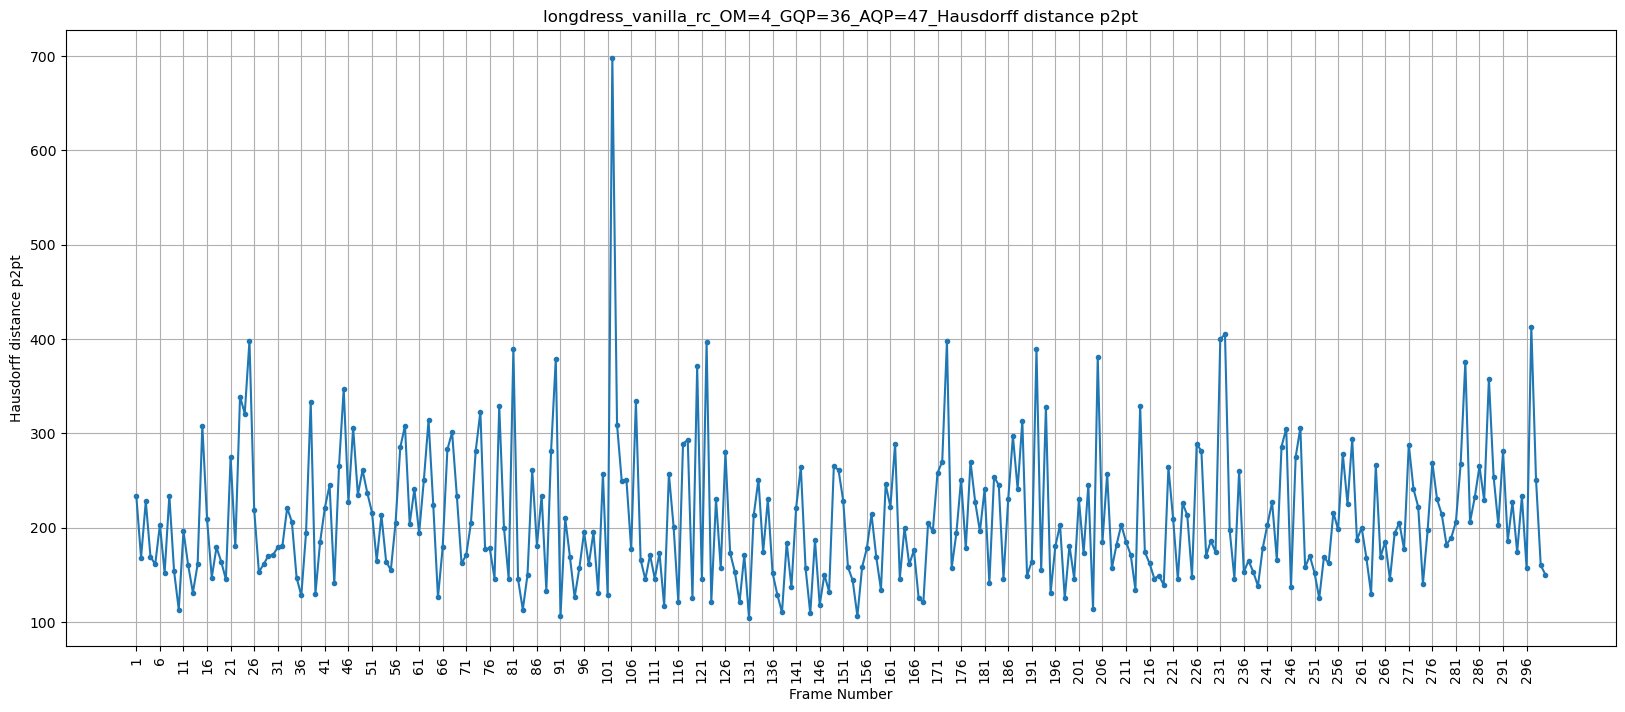 longdress_vanilla_rc_OM=4_GQP=36_AQP=47_Hausdorff distance p2pt
700
600
500
400
300
200
100
Hausdorff distance p2pt
1 6 11 16 21 26 31 36 41 46 51 56 61 66 71 76 81 86 91 96 101 106 111 116 121 126 131 136 141 146 151 156 161 166 171 176 181 186 191 196 201 206 211 216 221 226 231 236 241 246 251 256 261 266 271 276 281 286 291 296
Frame Number